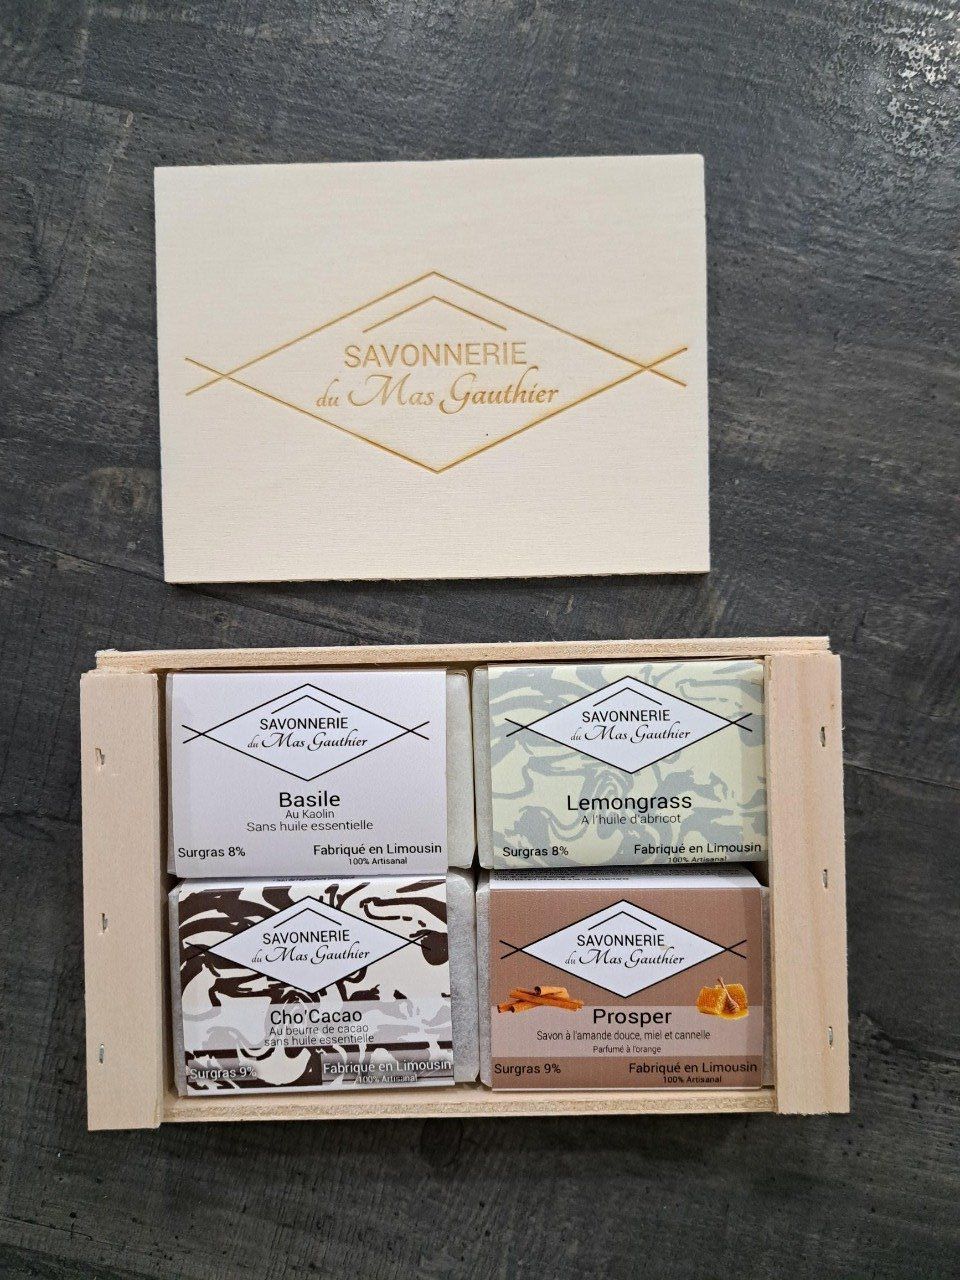 SAVONNERIE
du Mas Gauthier
SAVONNERIE
du Mas Gauthier
Basile
Au Kaolin
Sans huile essentielle
Surgras 8%
Fabriqué en Limousin
100% Artisanal
SAVONNERIE
du Mas Gauthier
Lemongrass
A l'huile d'abricot
Surgras 8%
Fabriqué en Limousin
100% Artisanal
SAVONNERIE
du Mas Gauthier
Cho'Cacao
Au beurre de cacao
sans huile essentielle
Surgras 9%
Fabriqué en Limousin
100% Artisanal
SAVONNERIE
du Mas Gauthier
Prosper
Savon à l'amande douce, miel et cannelle
Parfumé à l'orange
Surgras 9%
Fabriqué en Limousin
100% Artisanal